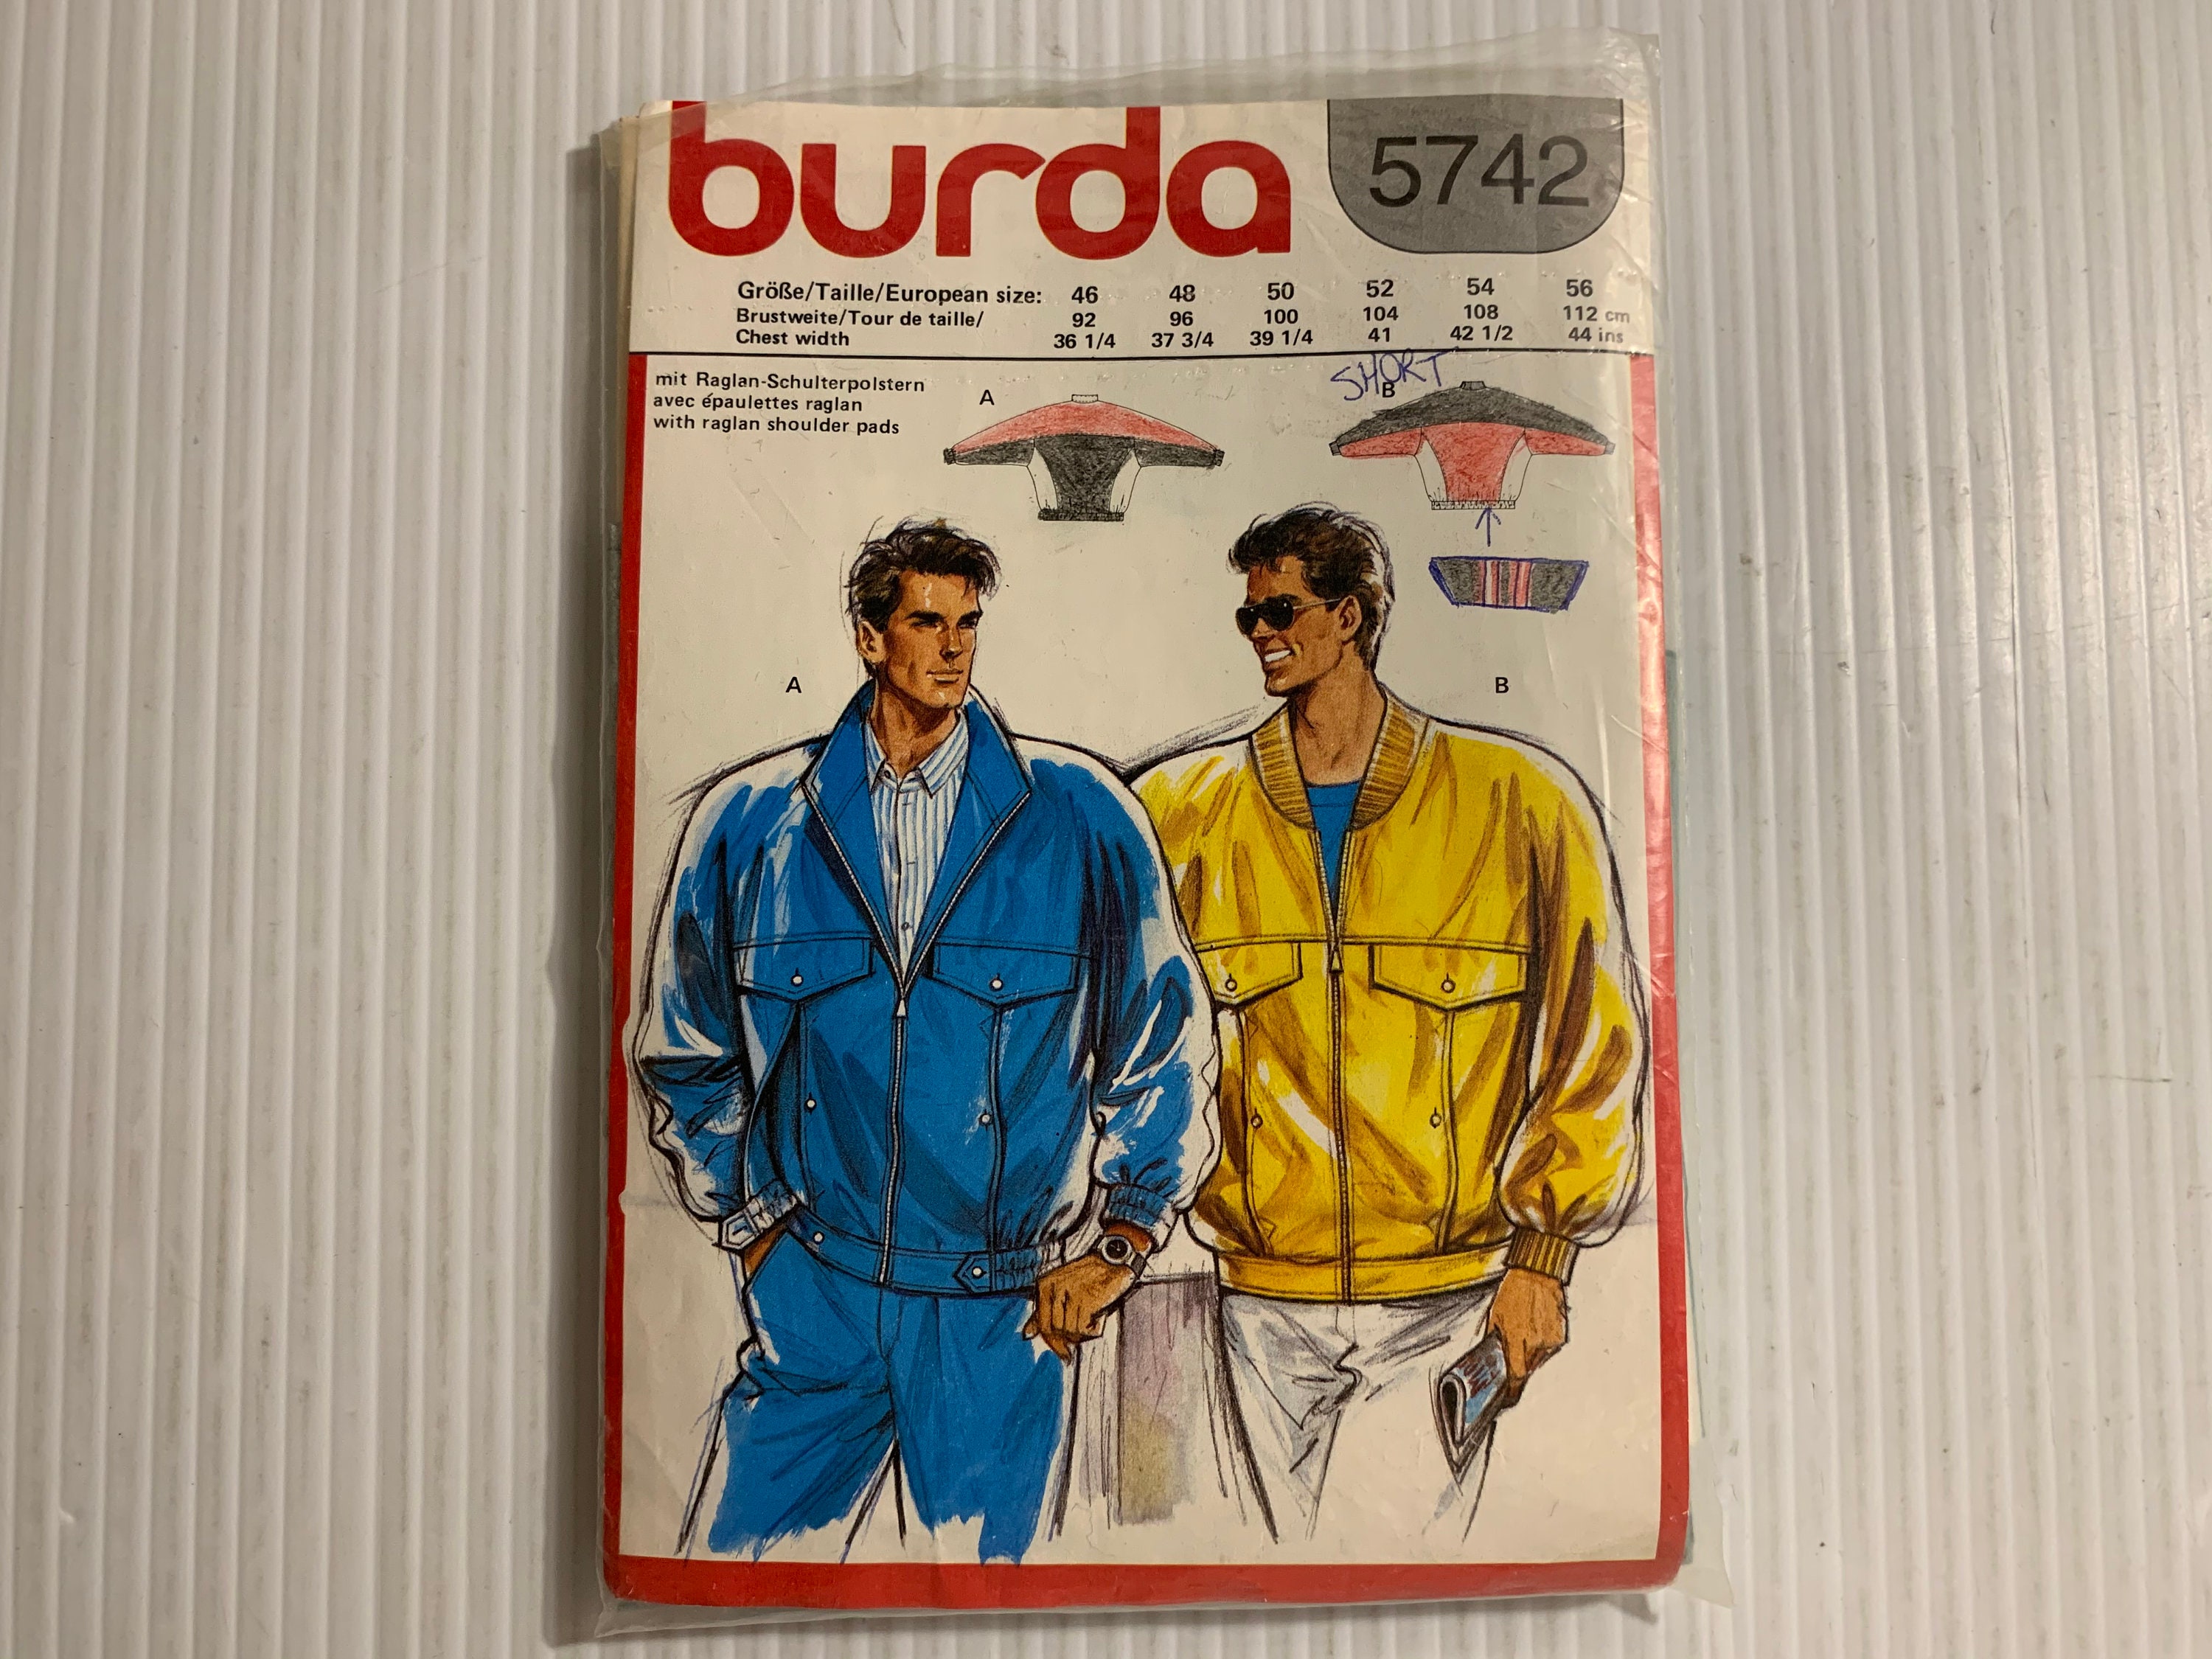 burda 5742
Größe/Taille/European size: 46 48 50 52 54 56
Brustweite/Tour de taille/ 92 96 100 104 108 112 cm
Chest width 36 1/4 37 3/4 39 1/4 41 42 1/2 44 ins
mit Raglan-Schulterpolstern
avec épaulettes raglan
with raglan shoulder pads
A
SHORT
B
A
B